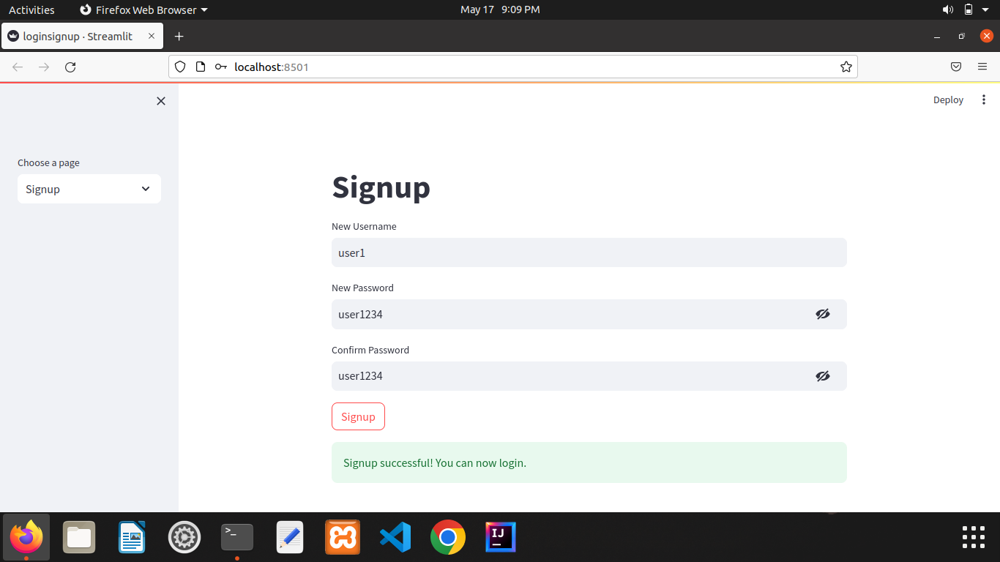 Activities
Firefox Web Browser
May 17 9:09 PM
loginsignup · Streamlit
localhost:8501
Deploy
Choose a page
Signup
Signup
New Username
user1
New Password
user1234
Confirm Password
user1234
Signup
Signup successful! You can now login.
>_
IJ